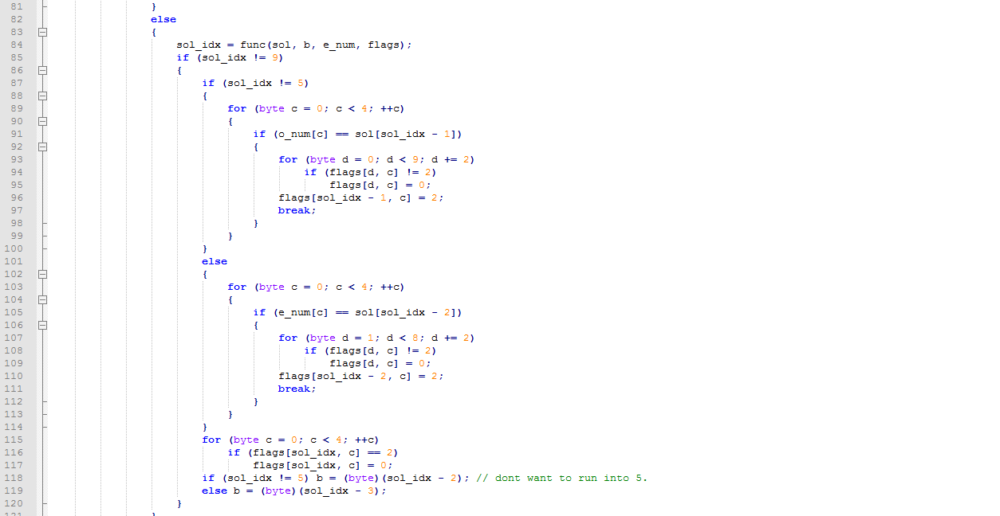 81 }
82 else
83 {
84 sol_idx = func(sol, b, e_num, flags);
85 if (sol_idx != 9)
86 {
87 if (sol_idx != 5)
88 {
89 for (byte c = 0; c < 4; ++c)
90 {
91 if (o_num[c] == sol[sol_idx - 1])
92 {
93 for (byte d = 0; d < 9; d += 2)
94 if (flags[d, c] != 2)
95 flags[d, c] = 0;
96 flags[sol_idx - 1, c] = 2;
97 break;
98 }
99 }
100 }
101 else
102 {
103 for (byte c = 0; c < 4; ++c)
104 {
105 if (e_num[c] == sol[sol_idx - 2])
106 {
107 for (byte d = 1; d < 8; d += 2)
108 if (flags[d, c] != 2)
109 flags[d, c] = 0;
110 flags[sol_idx - 2, c] = 2;
111 break;
112 }
113 }
114 }
115 for (byte c = 0; c < 4; ++c)
116 if (flags[sol_idx, c] == 2)
117 flags[sol_idx, c] = 0;
118 if (sol_idx != 5) b = (byte)(sol_idx - 2); // dont want to run into 5.
119 else b = (byte)(sol_idx - 3);
120 }
121 }